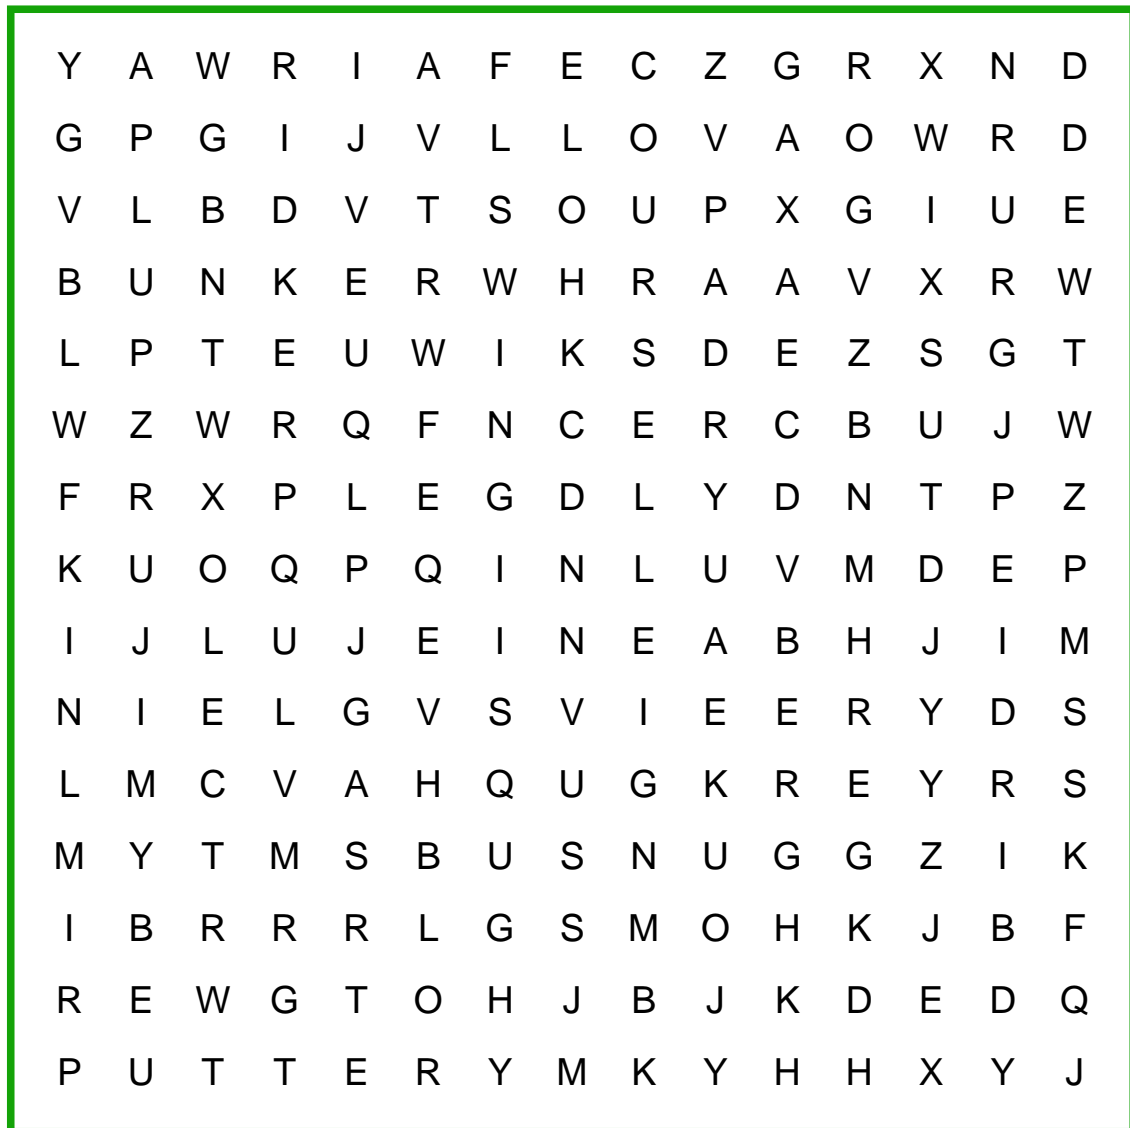 Y A W R I A F E C Z G R X N D
G P G I J V L L O V A O W R D
V L B D V T S O U P X G I U E
B U N K E R W H R A A V X R W
L P T E U W I K S D E Z S G T
W Z W R Q F N C E R C B U J W
F R X P L E G D L Y D N T P Z
K U O Q P Q I N L U V M D E P
I J L U J E I N E A B H J I M
N I E L G V S V I E E R Y D S
L M C V A H Q U G K R E Y R S
M Y T M S B U S N U G G Z I K
I B R R R L G S M O H K J B F
R E W G T O H J B J K D E D Q
P U T T E R Y M K Y H H X Y J